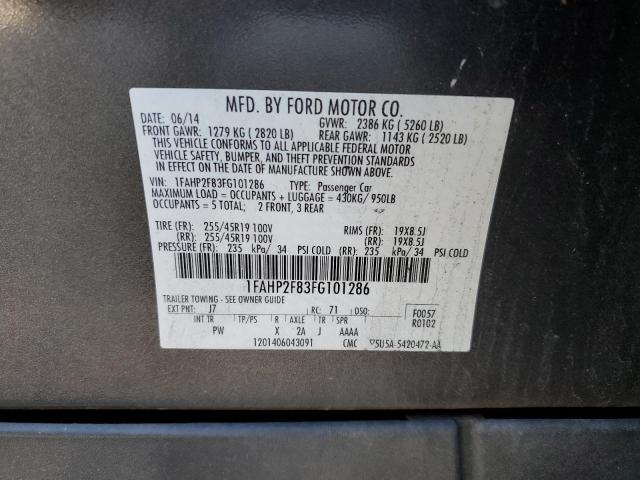 MFD. BY FORD MOTOR CO.
DATE: 06/14 GVWR: 2386 KG ( 5260 LB)
FRONT GAWR: 1279 KG ( 2820 LB) REAR GAWR: 1143 KG ( 2520 LB)
THIS VEHICLE CONFORMS TO ALL APPLICABLE FEDERAL MOTOR
VEHICLE SAFETY, BUMPER, AND THEFT PREVENTION STANDARDS
IN EFFECT ON THE DATE OF MANUFACTURE SHOWN ABOVE.
VIN: 1FAHP2F83FG101286 TYPE: Passenger Car
MAXIMUM LOAD = OCCUPANTS + LUGGAGE = 430KG/ 950LB
OCCUPANTS = 5 TOTAL; 2 FRONT, 3 REAR
TIRE (FR): 255/45R19 100V RIMS (FR): 19X8.5J
(RR): 255/45R19 100V (RR): 19X8.5J
PRESSURE (FR): 235 kPa/ 34 PSI COLD (RR): 235 kPa/ 34 PSI COLD
1FAHP2F83FG101286
TRAILER TOWING - SEE OWNER GUIDE
EXT PNT: J7 RC: 71 DSO: F0057
R0102
INT TR TP/PS R AXLE TR SPR
PW X 2A J AAAA
1201406043091 CMC 5U5A-5420472-AA